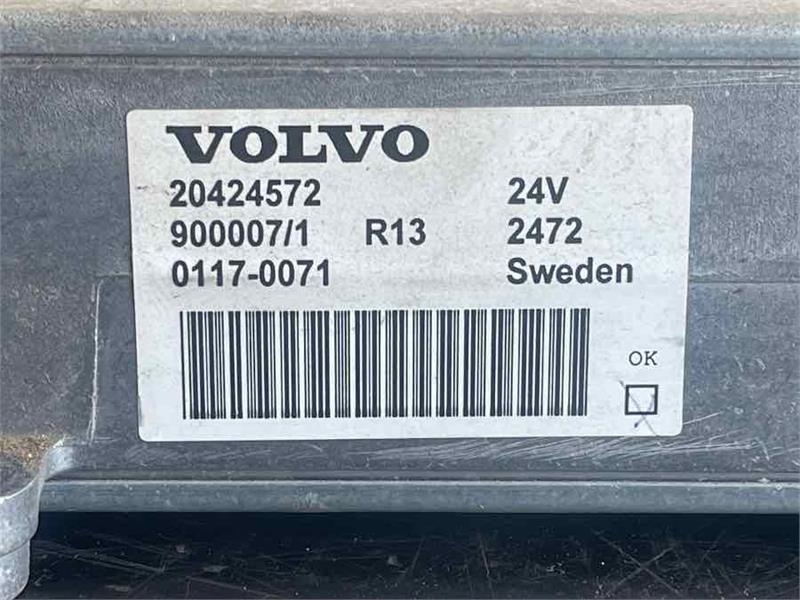 VOLVO
20424572 24V
900007/1 R13 2472
0117-0071 Sweden
OK